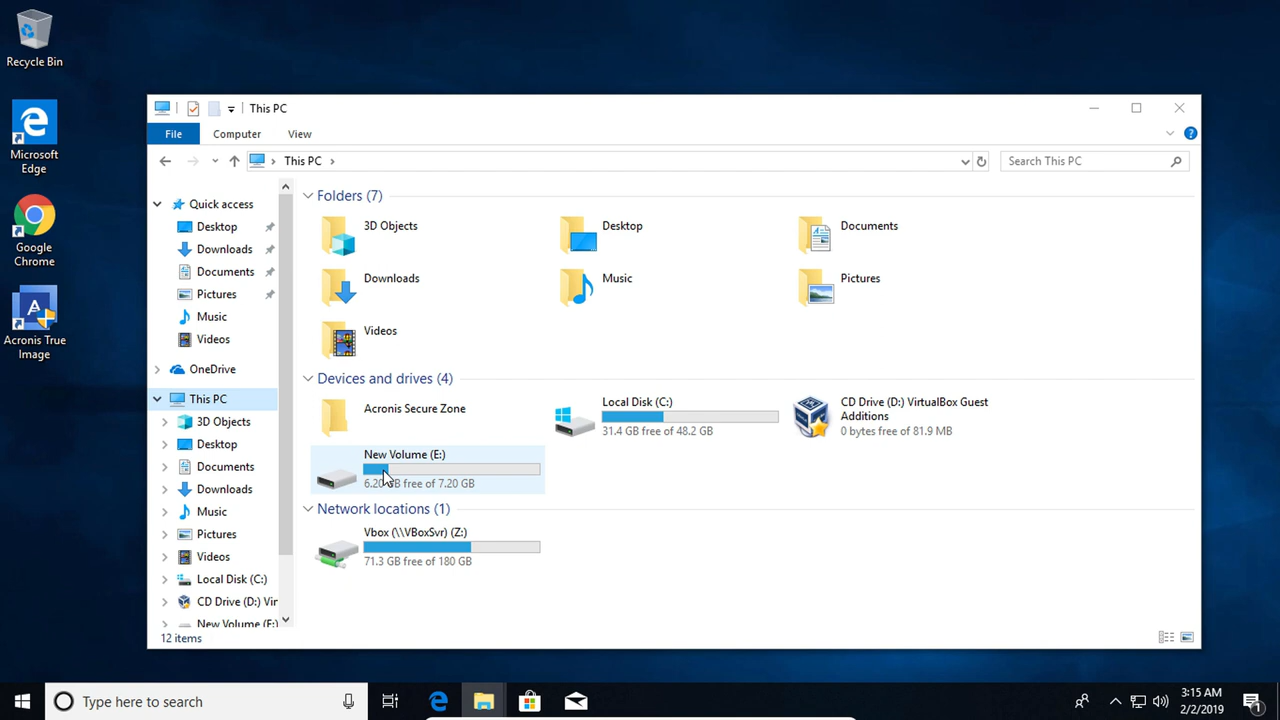 Recycle Bin
Microsoft
Edge
Google
Chrome
Acronis True
Image
This PC
File
Computer
View
This PC
Search This PC
Quick access
Desktop
Downloads
Documents
Pictures
Music
Videos
OneDrive
This PC
3D Objects
Desktop
Documents
Downloads
Music
Pictures
Videos
Local Disk (C:)
CD Drive (D:) Vir
New Volume (E:)
Folders (7)
3D Objects
Desktop
Documents
Downloads
Music
Pictures
Videos
Devices and drives (4)
Acronis Secure Zone
Local Disk (C:)
31.4 GB free of 48.2 GB
CD Drive (D:) VirtualBox Guest
Additions
0 bytes free of 81.9 MB
New Volume (E:)
6.20 GB free of 7.20 GB
Network locations (1)
Vbox (\\VBoxSvr) (Z:)
71.3 GB free of 180 GB
12 items
Type here to search
3:15 AM
2/2/2019
1